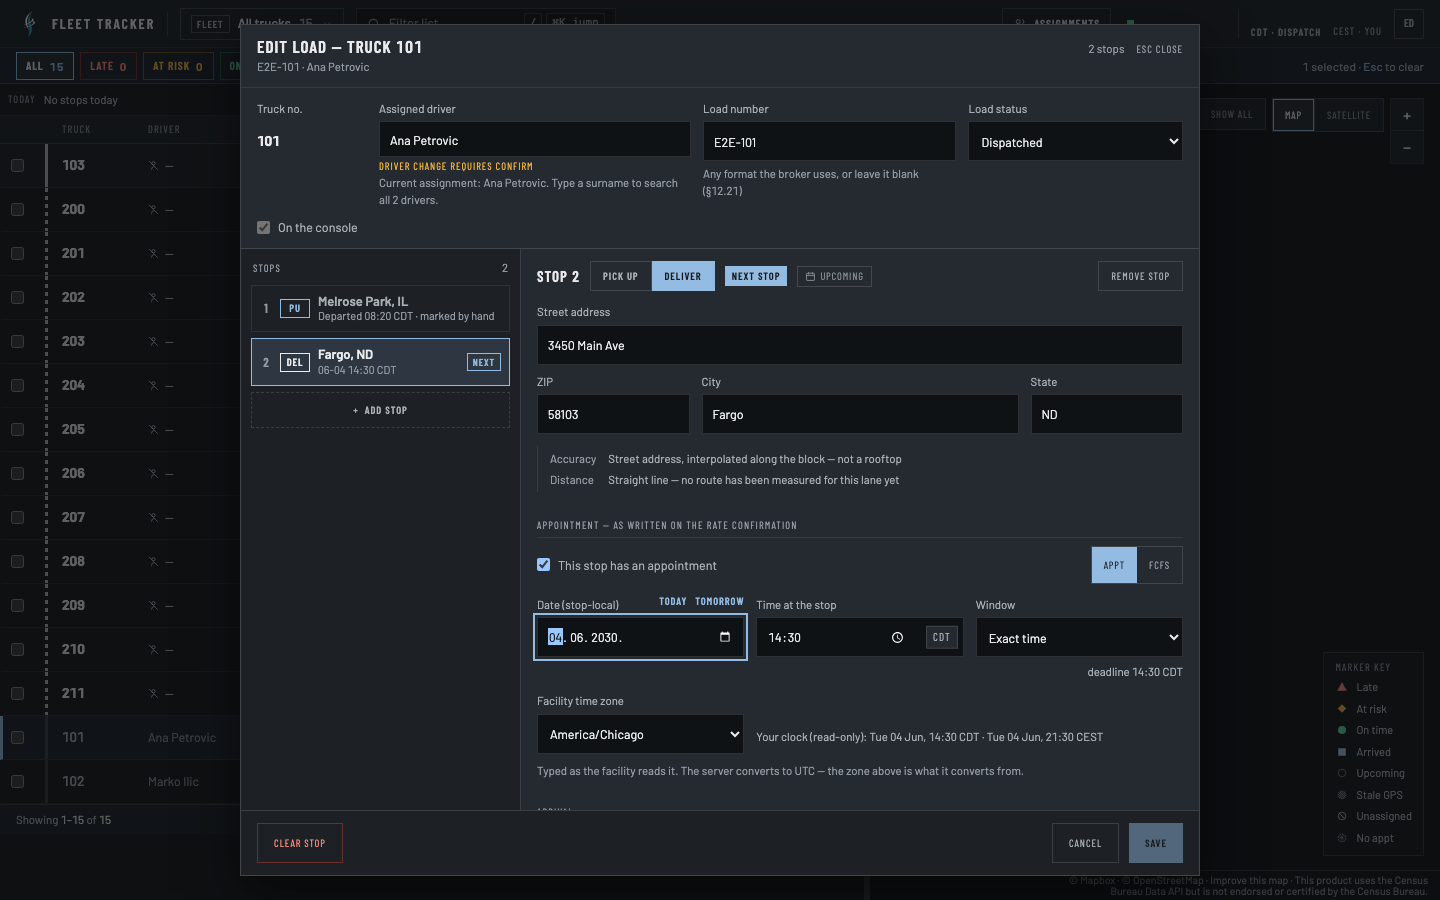 FLEET TRACKER
FLEET All trucks 15
Filter list / ⌘K jump
ASSIGNMENTS
CDT · DISPATCH CEST · YOU ED
ALL 15 LATE 0 AT RISK 0 ON
1 selected · Esc to clear
TODAY No stops today
TRUCK DRIVER
103 —
200 —
201 —
202 —
203 —
204 —
205 —
206 —
207 —
208 —
209 —
210 —
211 —
101 Ana Petrovic
102 Marko Ilic
Showing 1–15 of 15
EDIT LOAD — TRUCK 101
E2E-101 · Ana Petrovic
2 stops ESC CLOSE
Truck no.
101
Assigned driver
Ana Petrovic
DRIVER CHANGE REQUIRES CONFIRM
Current assignment: Ana Petrovic. Type a surname to search
all 2 drivers.
Load number
E2E-101
Any format the broker uses, or leave it blank
(§12.21)
Load status
Dispatched
On the console
STOPS 2
1 PU Melrose Park, IL
Departed 08:20 CDT · marked by hand
2 DEL Fargo, ND
06-04 14:30 CDT
NEXT
+ ADD STOP
STOP 2 PICK UP DELIVER NEXT STOP UPCOMING REMOVE STOP
Street address
3450 Main Ave
ZIP City State
58103 Fargo ND
Accuracy Street address, interpolated along the block — not a rooftop
Distance Straight line — no route has been measured for this lane yet
APPOINTMENT — AS WRITTEN ON THE RATE CONFIRMATION
This stop has an appointment APPT FCFS
Date (stop-local) TODAY TOMORROW Time at the stop Window
04. 06. 2030. 14:30 CDT Exact time
deadline 14:30 CDT
Facility time zone
America/Chicago Your clock (read-only): Tue 04 Jun, 14:30 CDT · Tue 04 Jun, 21:30 CEST
Typed as the facility reads it. The server converts to UTC — the zone above is what it converts from.
CLEAR STOP CANCEL SAVE
SHOW ALL MAP SATELLITE +
−
MARKER KEY
Late
At risk
On time
Arrived
Upcoming
Stale GPS
Unassigned
No appt
© Mapbox · © OpenStreetMap · Improve this map · This product uses the Census
Bureau Data API but is not endorsed or certified by the Census Bureau.